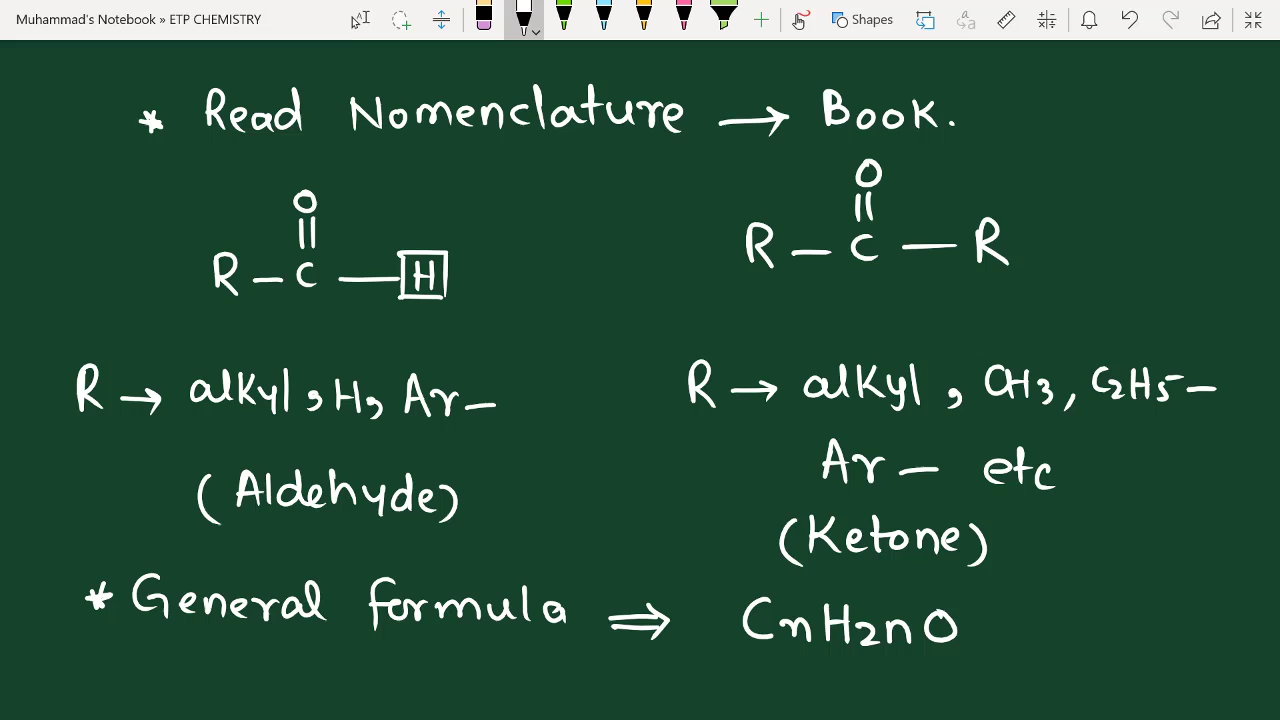 Muhammad's Notebook » ETP CHEMISTRY
Shapes
* Read Nomenclature → Book.
O
||
R – C — H
O
||
R – C — R
R → alkyl, H, Ar –
(Aldehyde)
R → alkyl, CH3, C2H5 –
Ar – etc
(Ketone)
* General formula ⇒ CnH2nO